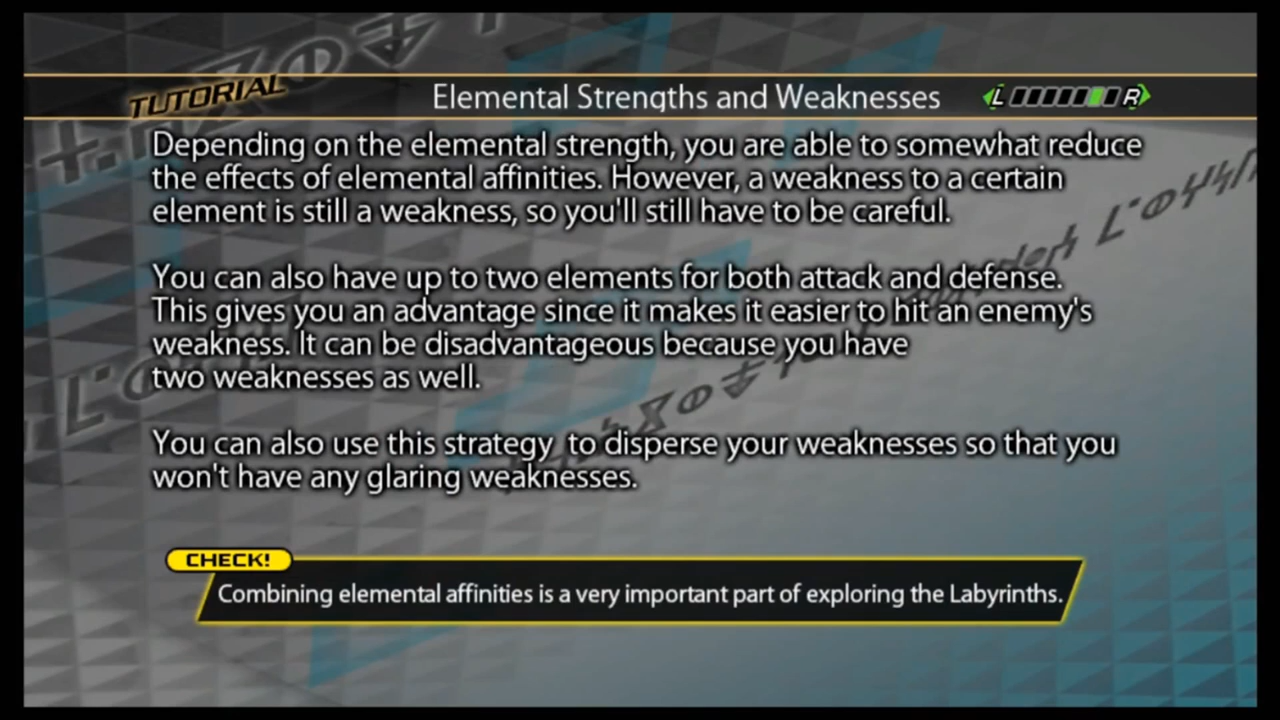 TUTORIAL
Elemental Strengths and Weaknesses
L
R
Depending on the elemental strength, you are able to somewhat reduce
the effects of elemental affinities. However, a weakness to a certain
element is still a weakness, so you'll still have to be careful.
You can also have up to two elements for both attack and defense.
This gives you an advantage since it makes it easier to hit an enemy's
weakness. It can be disadvantageous because you have
two weaknesses as well.
You can also use this strategy  to disperse your weaknesses so that you
won't have any glaring weaknesses.
CHECK!
Combining elemental affinities is a very important part of exploring the Labyrinths.